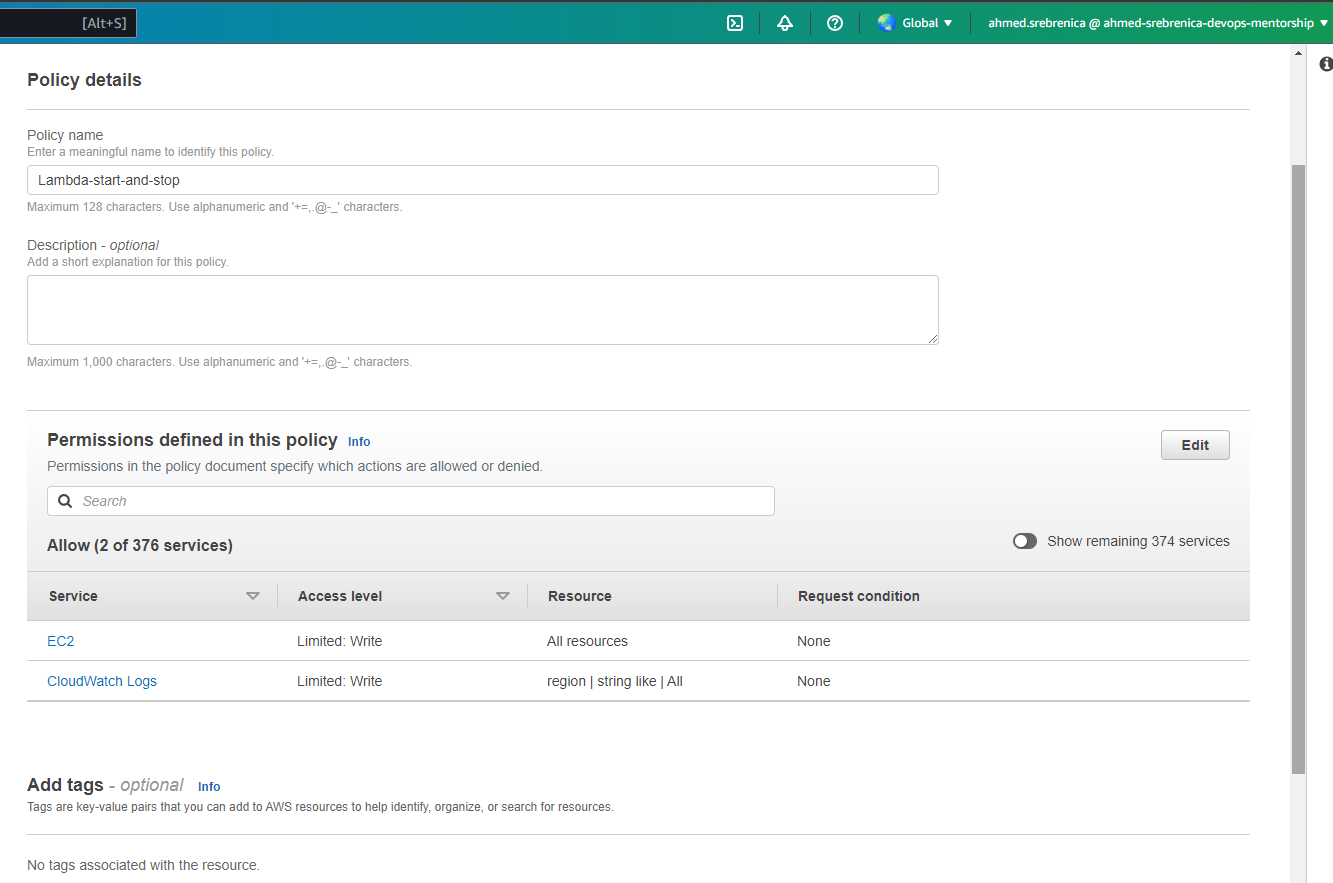 [Alt+S]
Global
ahmed.srebrenica @ ahmed-srebrenica-devops-mentorship
Policy details
Policy name
Enter a meaningful name to identify this policy.
Lambda-start-and-stop
Maximum 128 characters. Use alphanumeric and '+=,.@-_' characters.
Description - optional
Add a short explanation for this policy.
Maximum 1,000 characters. Use alphanumeric and '+=,.@-_' characters.
Permissions defined in this policy Info
Edit
Permissions in the policy document specify which actions are allowed or denied.
Search
Allow (2 of 376 services)
Show remaining 374 services
Service Access level Resource Request condition
EC2 Limited: Write All resources None
CloudWatch Logs Limited: Write region | string like | All None
Add tags - optional Info
Tags are key-value pairs that you can add to AWS resources to help identify, organize, or search for resources.
No tags associated with the resource.